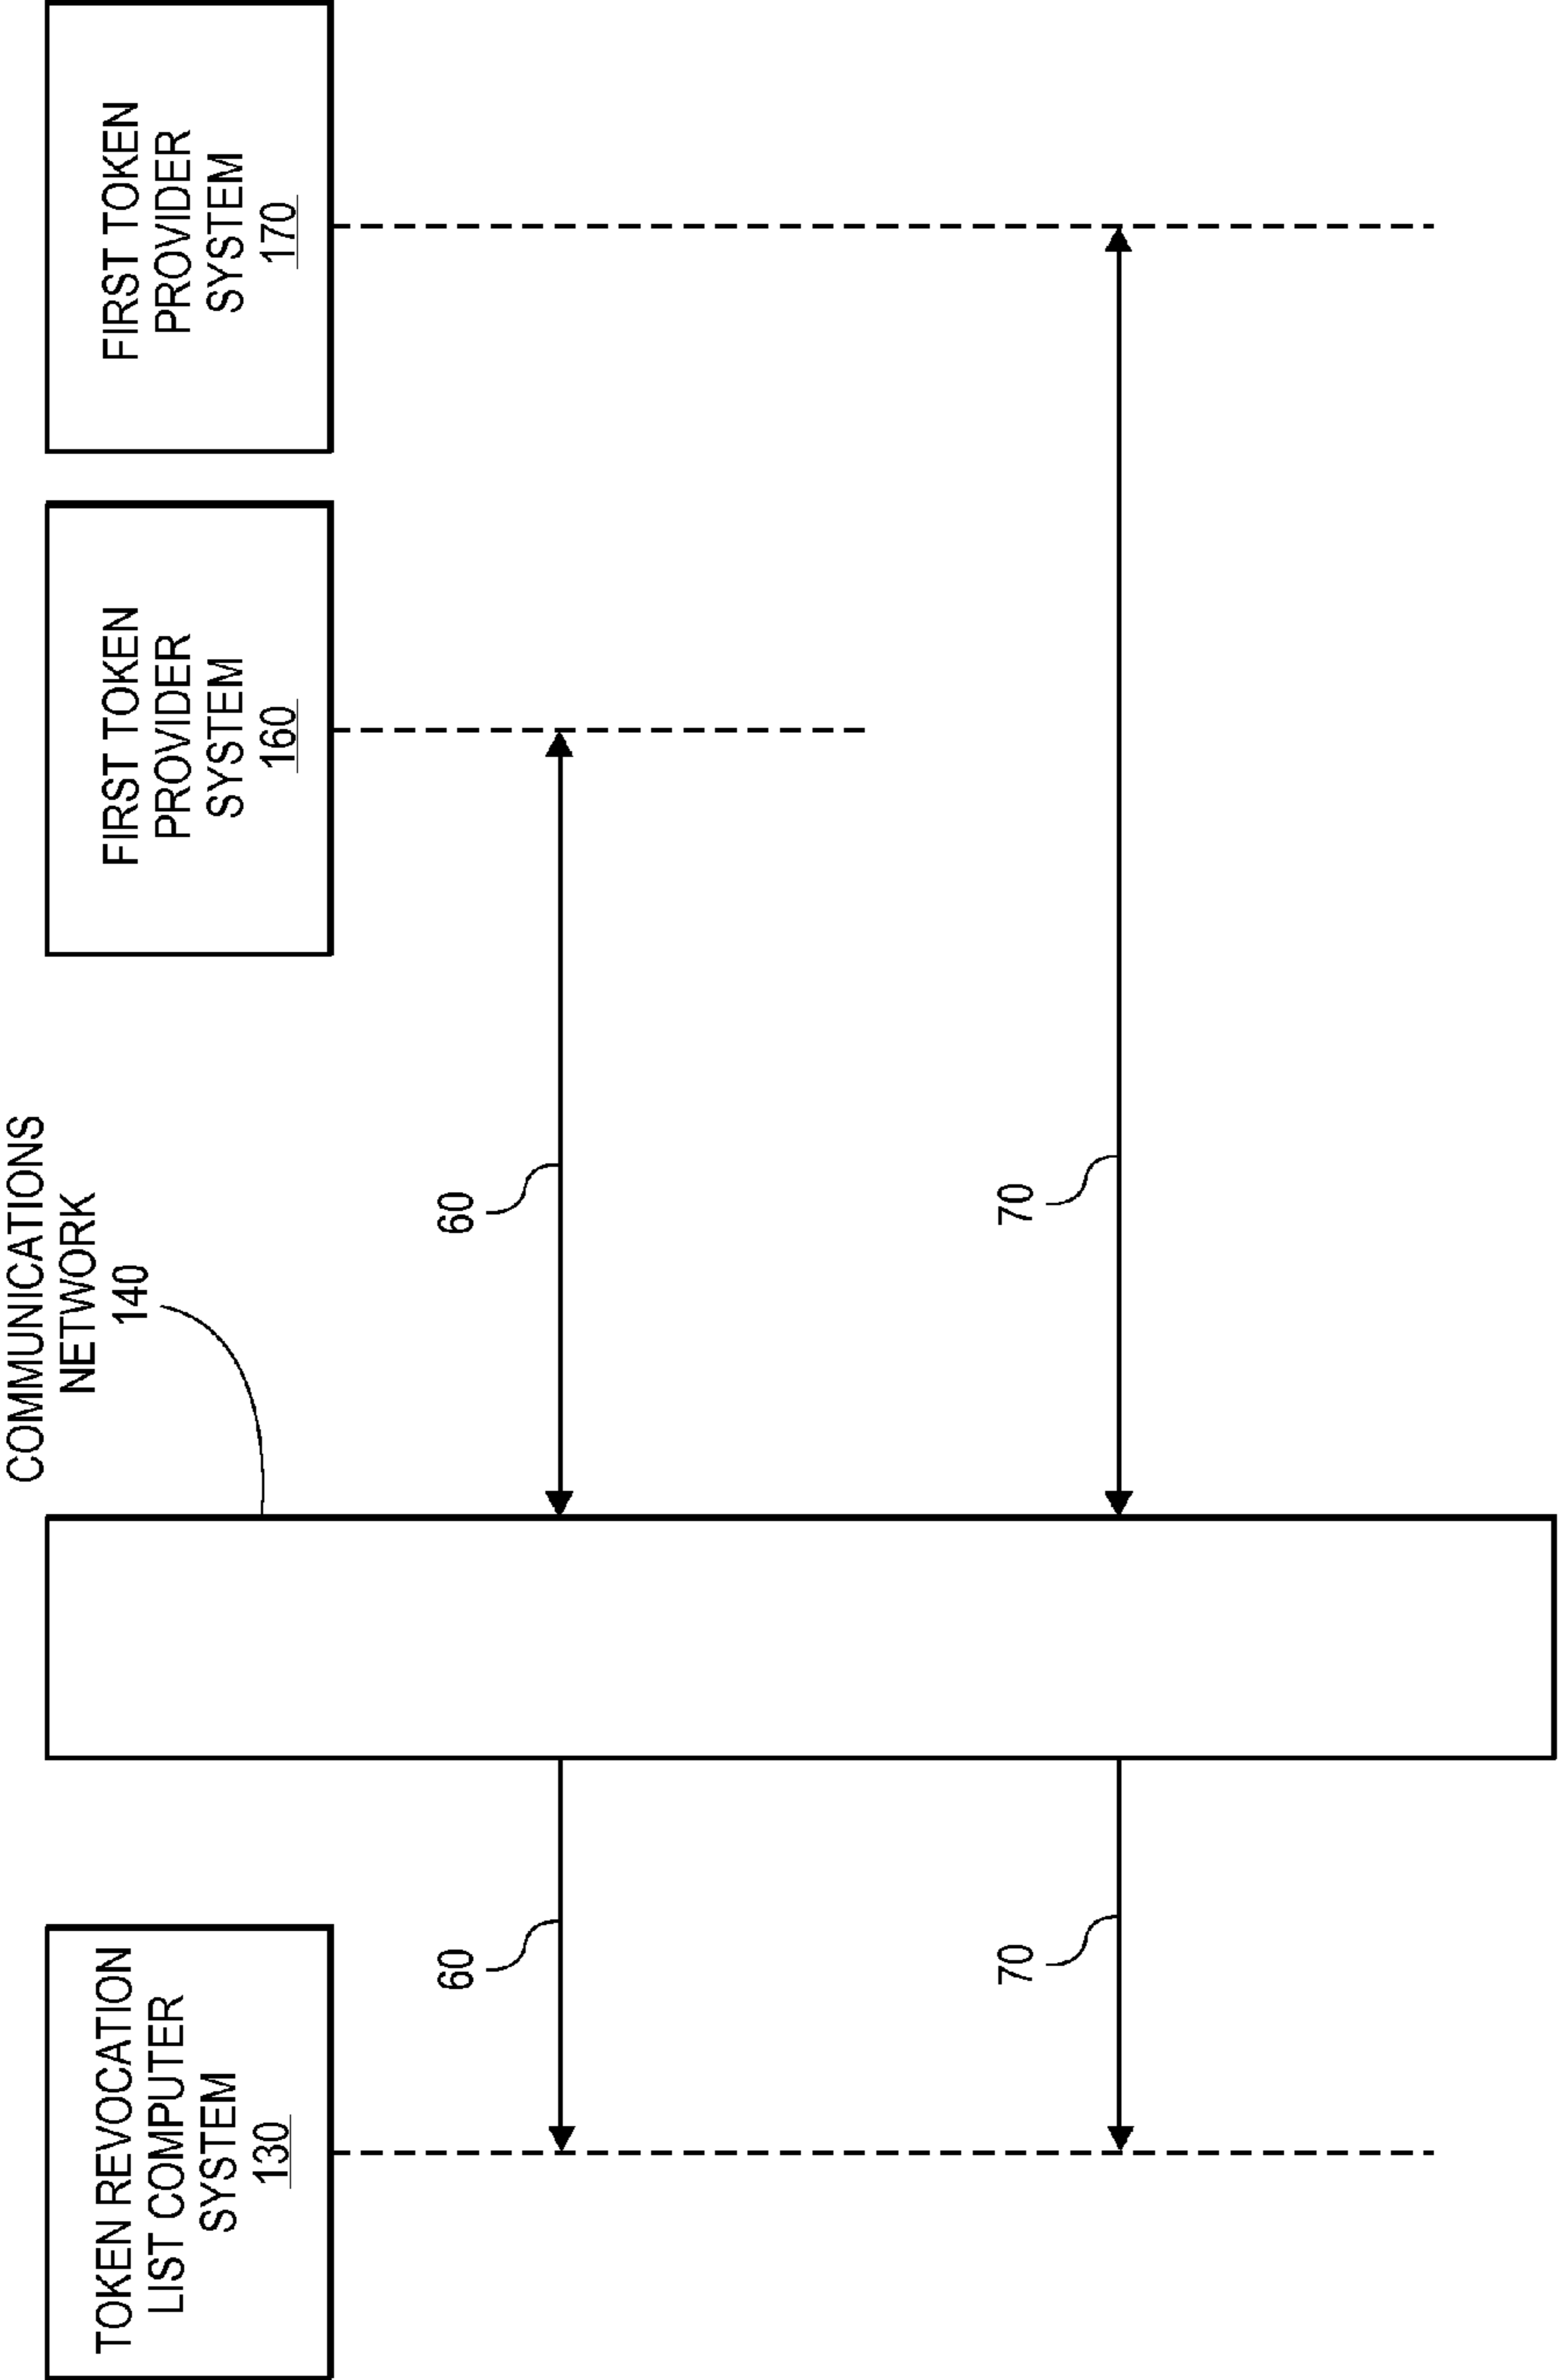 TOKEN REVOCATION
LIST COMPUTER
SYSTEM
130
COMMUNICATIONS
NETWORK
140
FIRST TOKEN
PROVIDER
SYSTEM
160
FIRST TOKEN
PROVIDER
SYSTEM
170
60
60
70
70